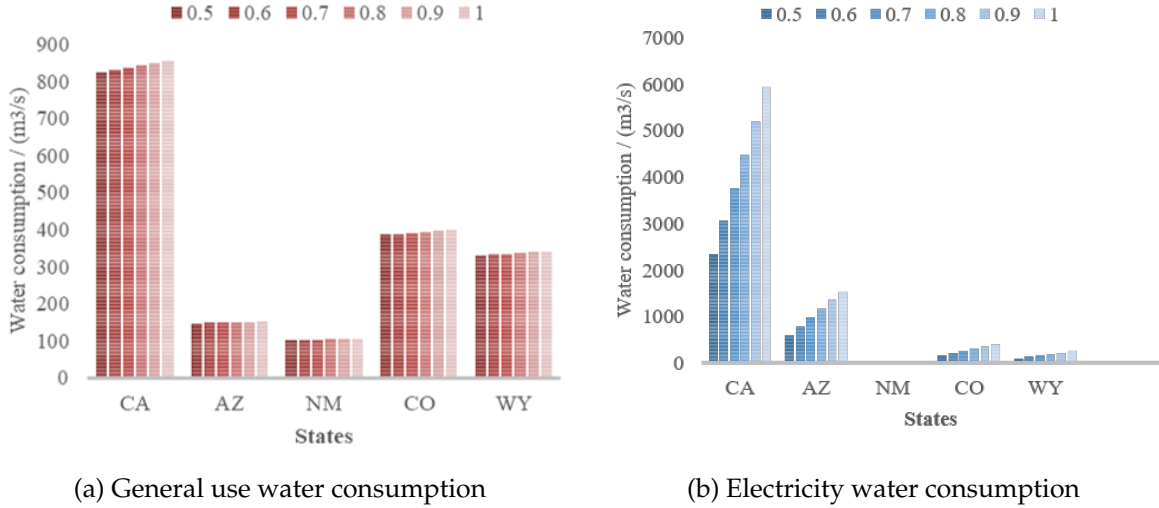 0.5 0.6 0.7 0.8 0.9 1
900
800
700
600
500
400
300
200
100
0
Water consumption / (m3/s)
CA AZ NM CO WY
States
(a) General use water consumption
0.5 0.6 0.7 0.8 0.9 1
7000
6000
5000
4000
3000
2000
1000
0
Water consumption / (m3/s)
CA AZ NM CO WY
States
(b) Electricity water consumption